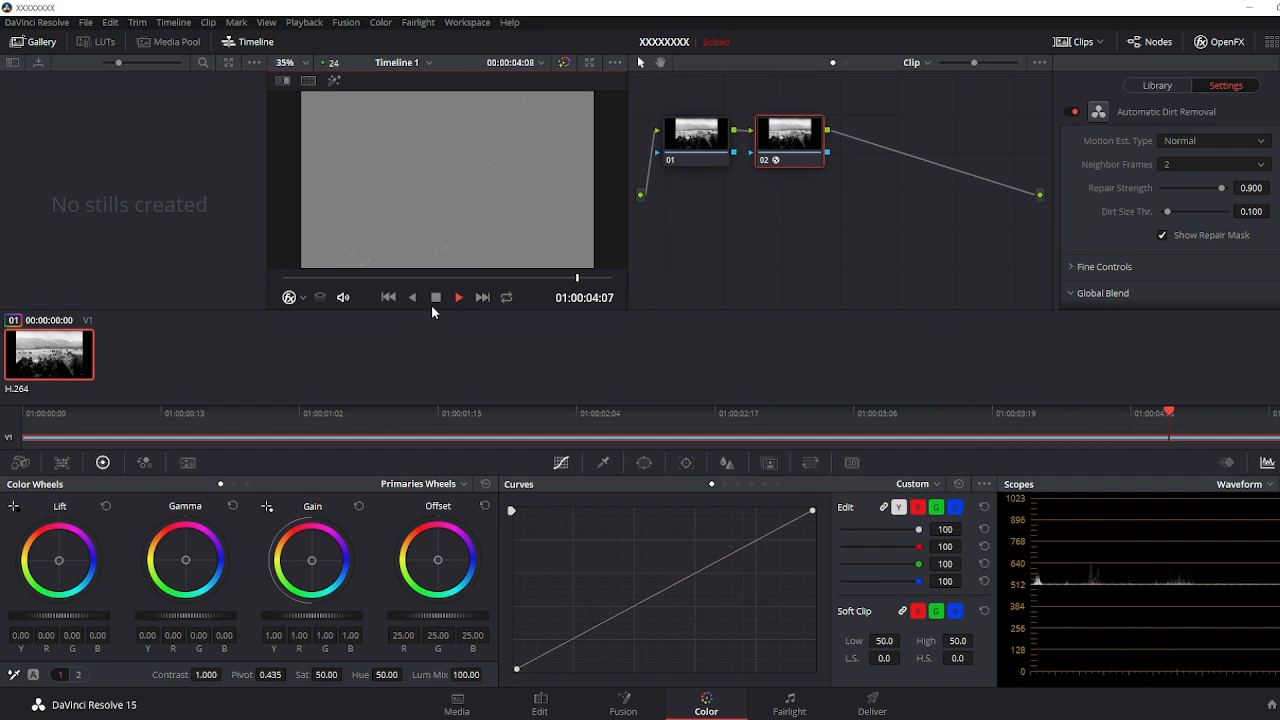 XXXXXXXX
DaVinci Resolve File Edit Trim Timeline Clip Mark View Playback Fusion Color Fairlight Workspace Help
Gallery LUTs Media Pool Timeline XXXXXXXX Edited Clips Nodes OpenFX
35% 24 Timeline 1 00:00:04:08 Clip
Library Settings
No stills created
01
02
Automatic Dirt Removal
Motion Est. Type Normal
Neighbor Frames 2
Repair Strength 0.900
Dirt Size Thr. 0.100
Show Repair Mask
Fine Controls
Global Blend
01:00:04:07
01 00:00:00:00 V1
H.264
01:00:00:00 01:00:00:13 01:00:01:02 01:00:01:15 01:00:02:04 01:00:02:17 01:00:03:06 01:00:03:19
V1
Color Wheels Primaries Wheels Curves Custom Scopes Waveform
Lift Gamma Gain Offset
0.00 0.00 0.00 0.00 0.00 0.00 0.00 0.00 1.00 1.00 1.00 1.00 25.00 25.00 25.00
Y R G B Y R G B Y R G B R G B
A 1 2 Contrast 1.000 Pivot 0.435 Sat 50.00 Hue 50.00 Lum Mix 100.00
Edit Y R G B
100
100
100
100
Soft Clip R G B
Low 50.0 High 50.0
L.S. 0.0 H.S. 0.0
1023
896
768
640
512
384
256
128
0
DaVinci Resolve 15 Media Edit Fusion Color Fairlight Deliver